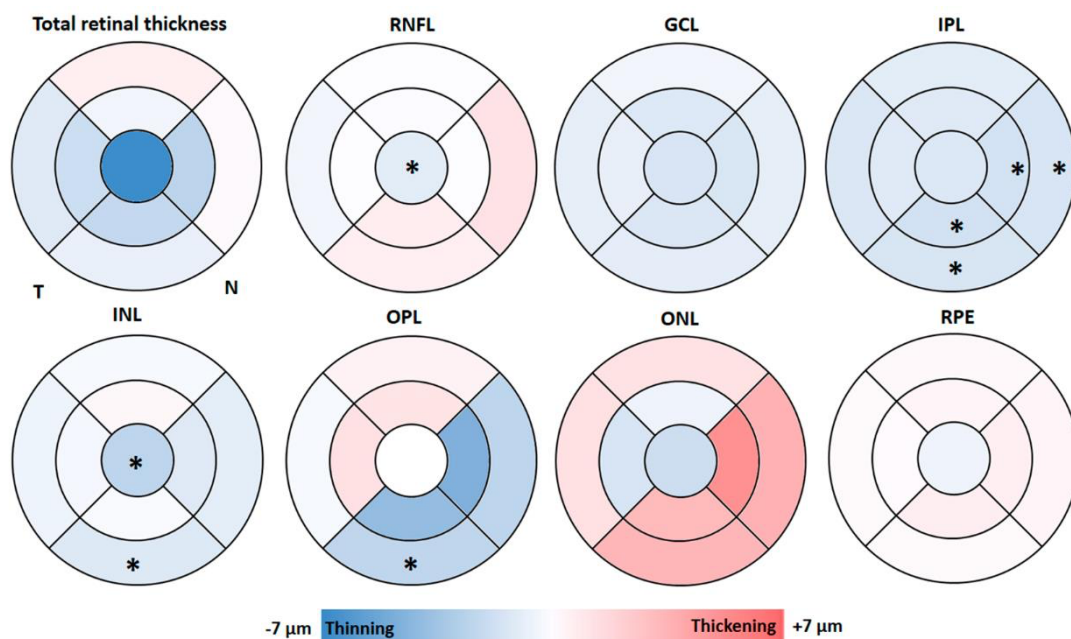 Total retinal thickness RNFL GCL IPL
*
* *
*
*
T N
INL OPL ONL RPE
*
* *
-7 μm Thinning Thickening +7 μm